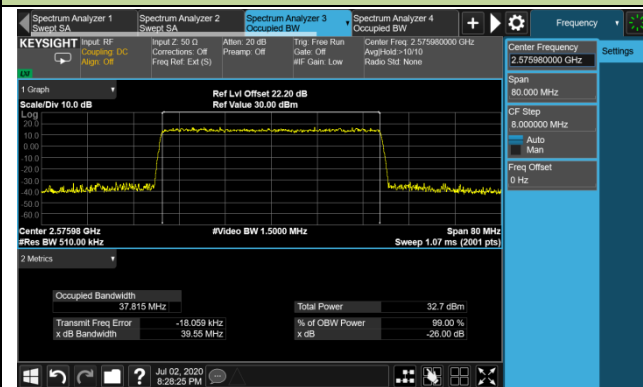 Spectrum Analyzer 1
Swept SA
Spectrum Analyzer 2
Swept SA
Spectrum Analyzer 3
Occupied BW
Spectrum Analyzer 4
Occupied BW
Frequency
KEYSIGHT
Input: RF
Coupling: DC
Align: Off
Input Z: 50 Ω
Corrections: Off
Freq Ref: Ext (S)
Atten: 20 dB
Preamp: Off
Trig: Free Run
Gate: Off
#IF Gain: Low
Center Freq: 2.575980000 GHz
Avg|Hold:>10/10
Radio Std: None
Center Frequency
2.575980000 GHz
Settings
Span
80.000 MHz
CF Step
8.000000 MHz
Auto
Man
Freq Offset
0 Hz
1 Graph
Scale/Div 10.0 dB
Ref Lvl Offset 22.20 dB
Ref Value 30.00 dBm
Log
20.0
10.0
0.00
-10.0
-20.0
-30.0
-40.0
-50.0
-60.0
Center 2.57598 GHz
#Res BW 510.00 kHz
#Video BW 1.5000 MHz
Span 80 MHz
Sweep 1.07 ms (2001 pts)
2 Metrics
Occupied Bandwidth
37.815 MHz
Total Power
32.7 dBm
Transmit Freq Error
-18.059 kHz
% of OBW Power
99.00 %
x dB Bandwidth
39.55 MHz
x dB
-26.00 dB
Jul 02, 2020
8:28:25 PM